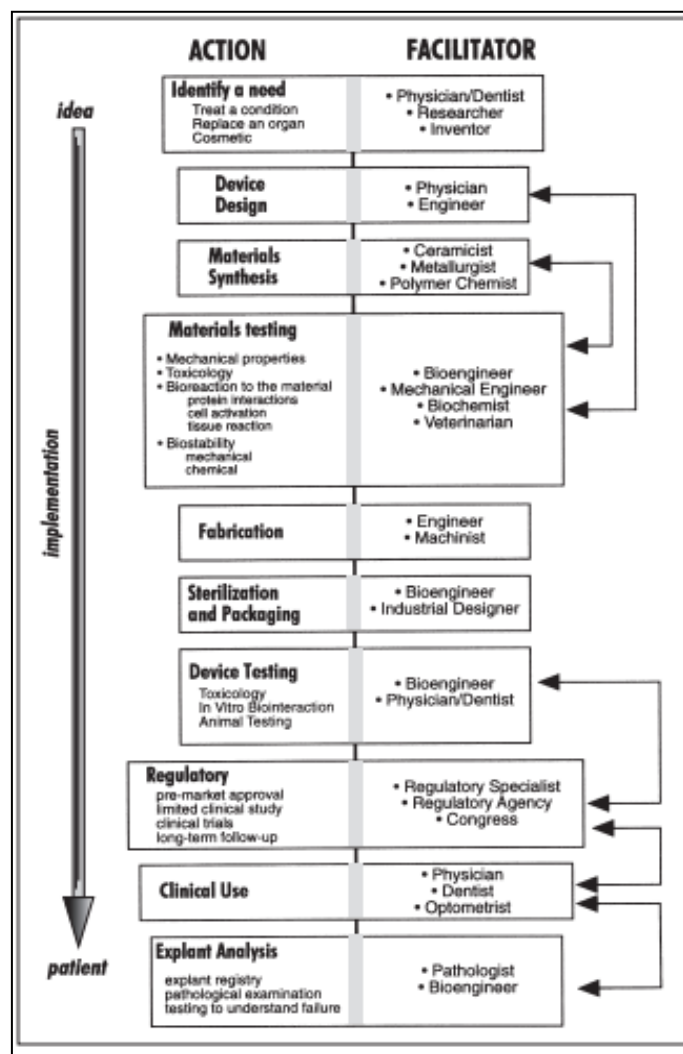 ACTION
FACILITATOR
idea
implementation
patient
Identify a need
Treat a condition
Replace an organ
Cosmetic
• Physician/Dentist
• Researcher
• Inventor
Device
Design
• Physician
• Engineer
Materials
Synthesis
• Ceramicist
• Metallurgist
• Polymer Chemist
Materials testing
• Mechanical properties
• Toxicology
• Bioreaction to the material
protein interactions
cell activation
tissue reaction
• Biostability
mechanical
chemical
• Bioengineer
• Mechanical Engineer
• Biochemist
• Veterinarian
Fabrication
• Engineer
• Machinist
Sterilization
and Packaging
• Bioengineer
• Industrial Designer
Device Testing
Toxicology
In Vitro Biointeraction
Animal Testing
• Bioengineer
• Physician/Dentist
Regulatory
pre-market approval
limited clinical study
clinical trials
long-term follow-up
• Regulatory Specialist
• Regulatory Agency
• Congress
Clinical Use
• Physician
• Dentist
• Optometrist
Explant Analysis
explant registry
pathological examination
testing to understand failure
• Pathologist
• Bioengineer